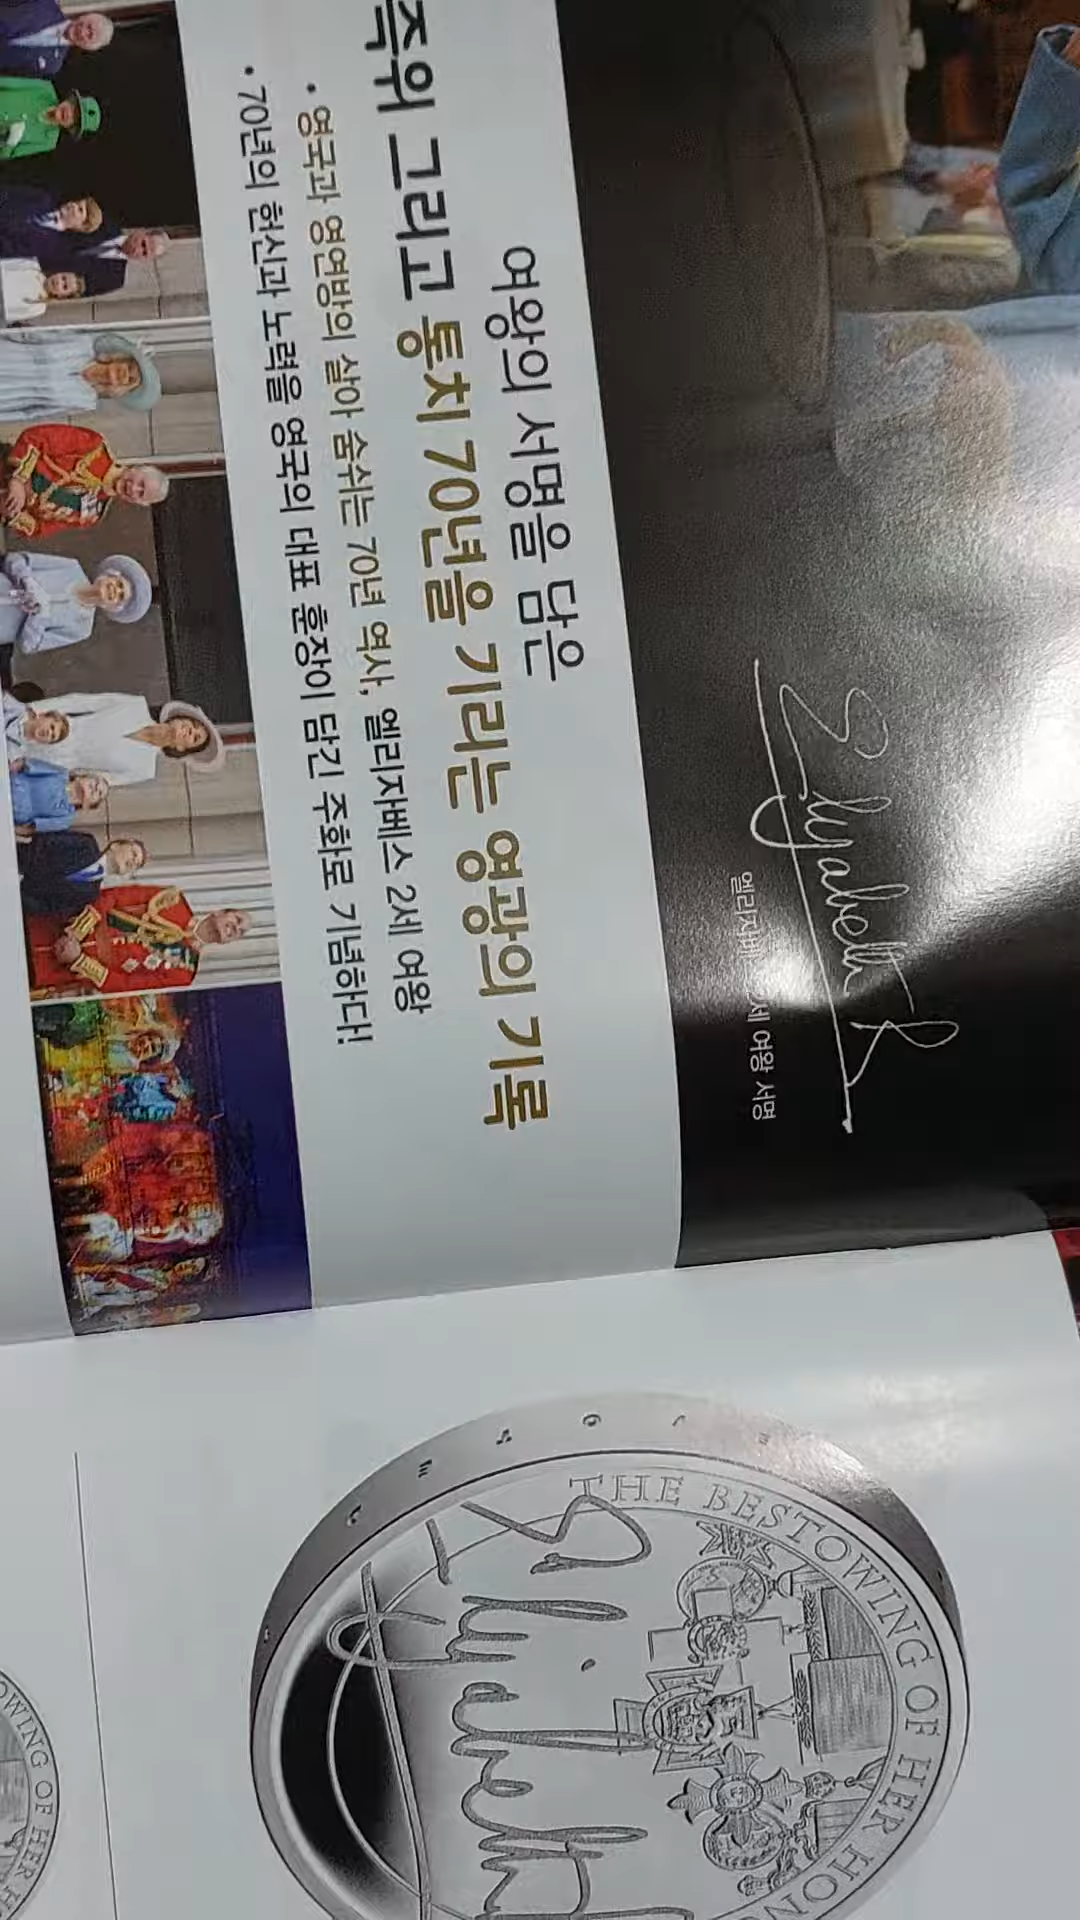 Elizabeth R
엘리자베스 2세 여왕 서명
여왕의 서명을 담은
즉위 그리고 통치 70년을 기리는 영광의 기록
• 영국과 영연방의 살아 숨쉬는 70년 역사, 엘리자베스 2세 여왕
• 70년의 헌신과 노력을 영국의 대표 훈장이 담긴 주화로 기념하다!
THE BESTOWING OF HER HON
Elizabeth
OWING OF HER H